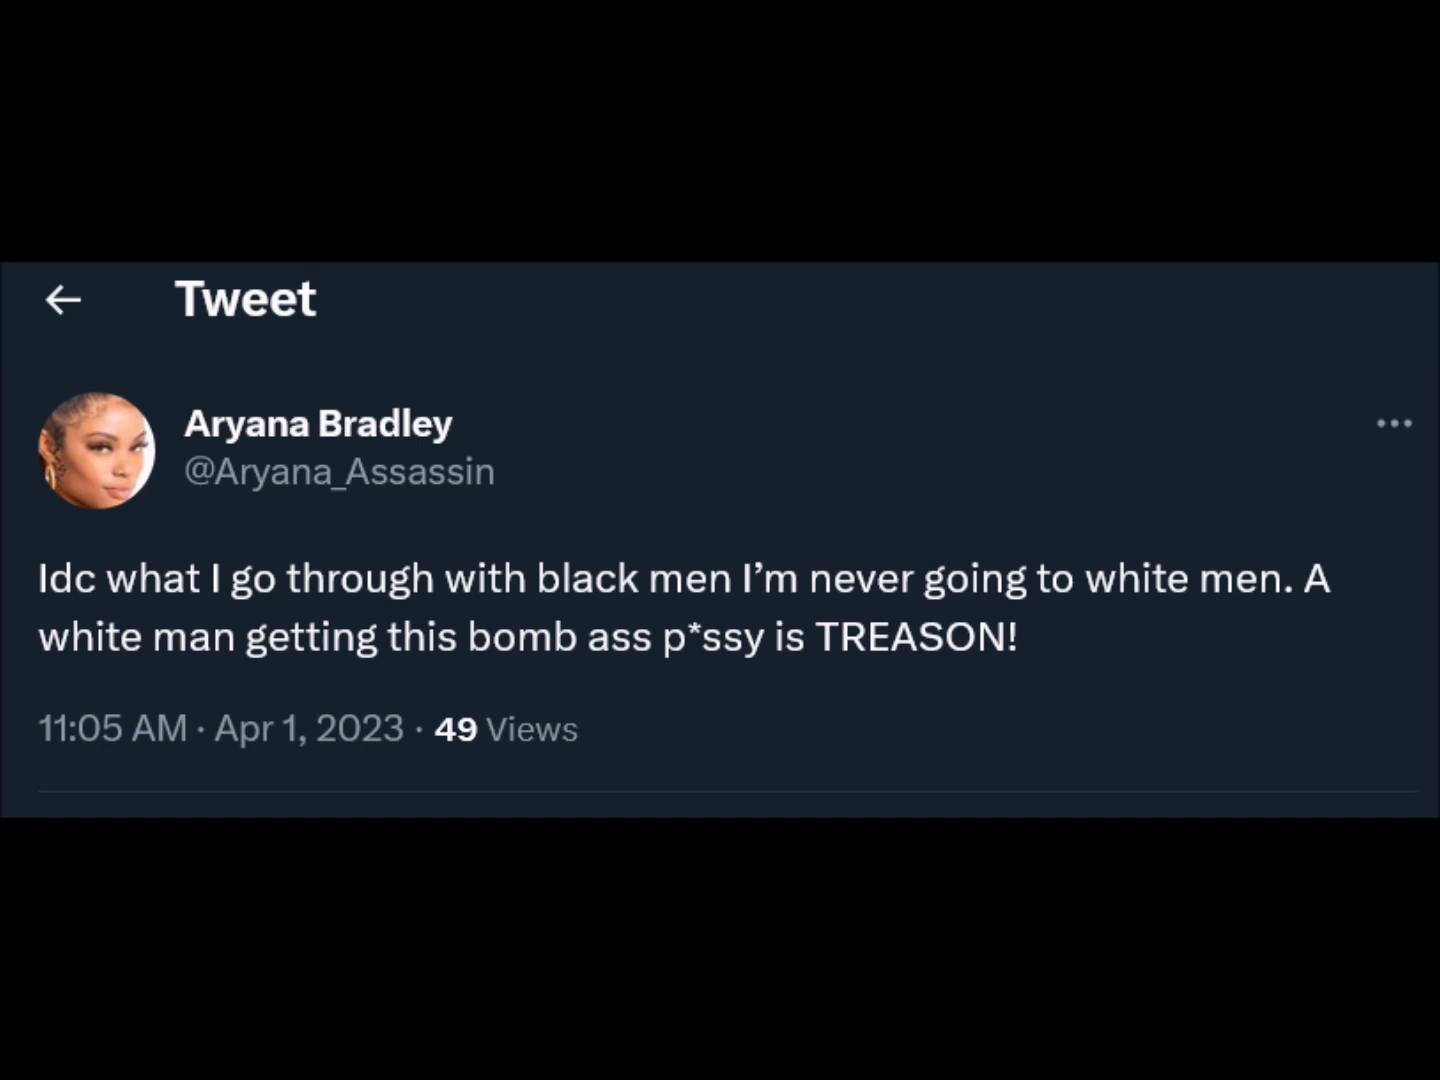 Tweet
Aryana Bradley
@Aryana_Assassin
Idc what I go through with black men I’m never going to white men. A
white man getting this bomb ass p*ssy is TREASON!
11:05 AM · Apr 1, 2023 · 49 Views